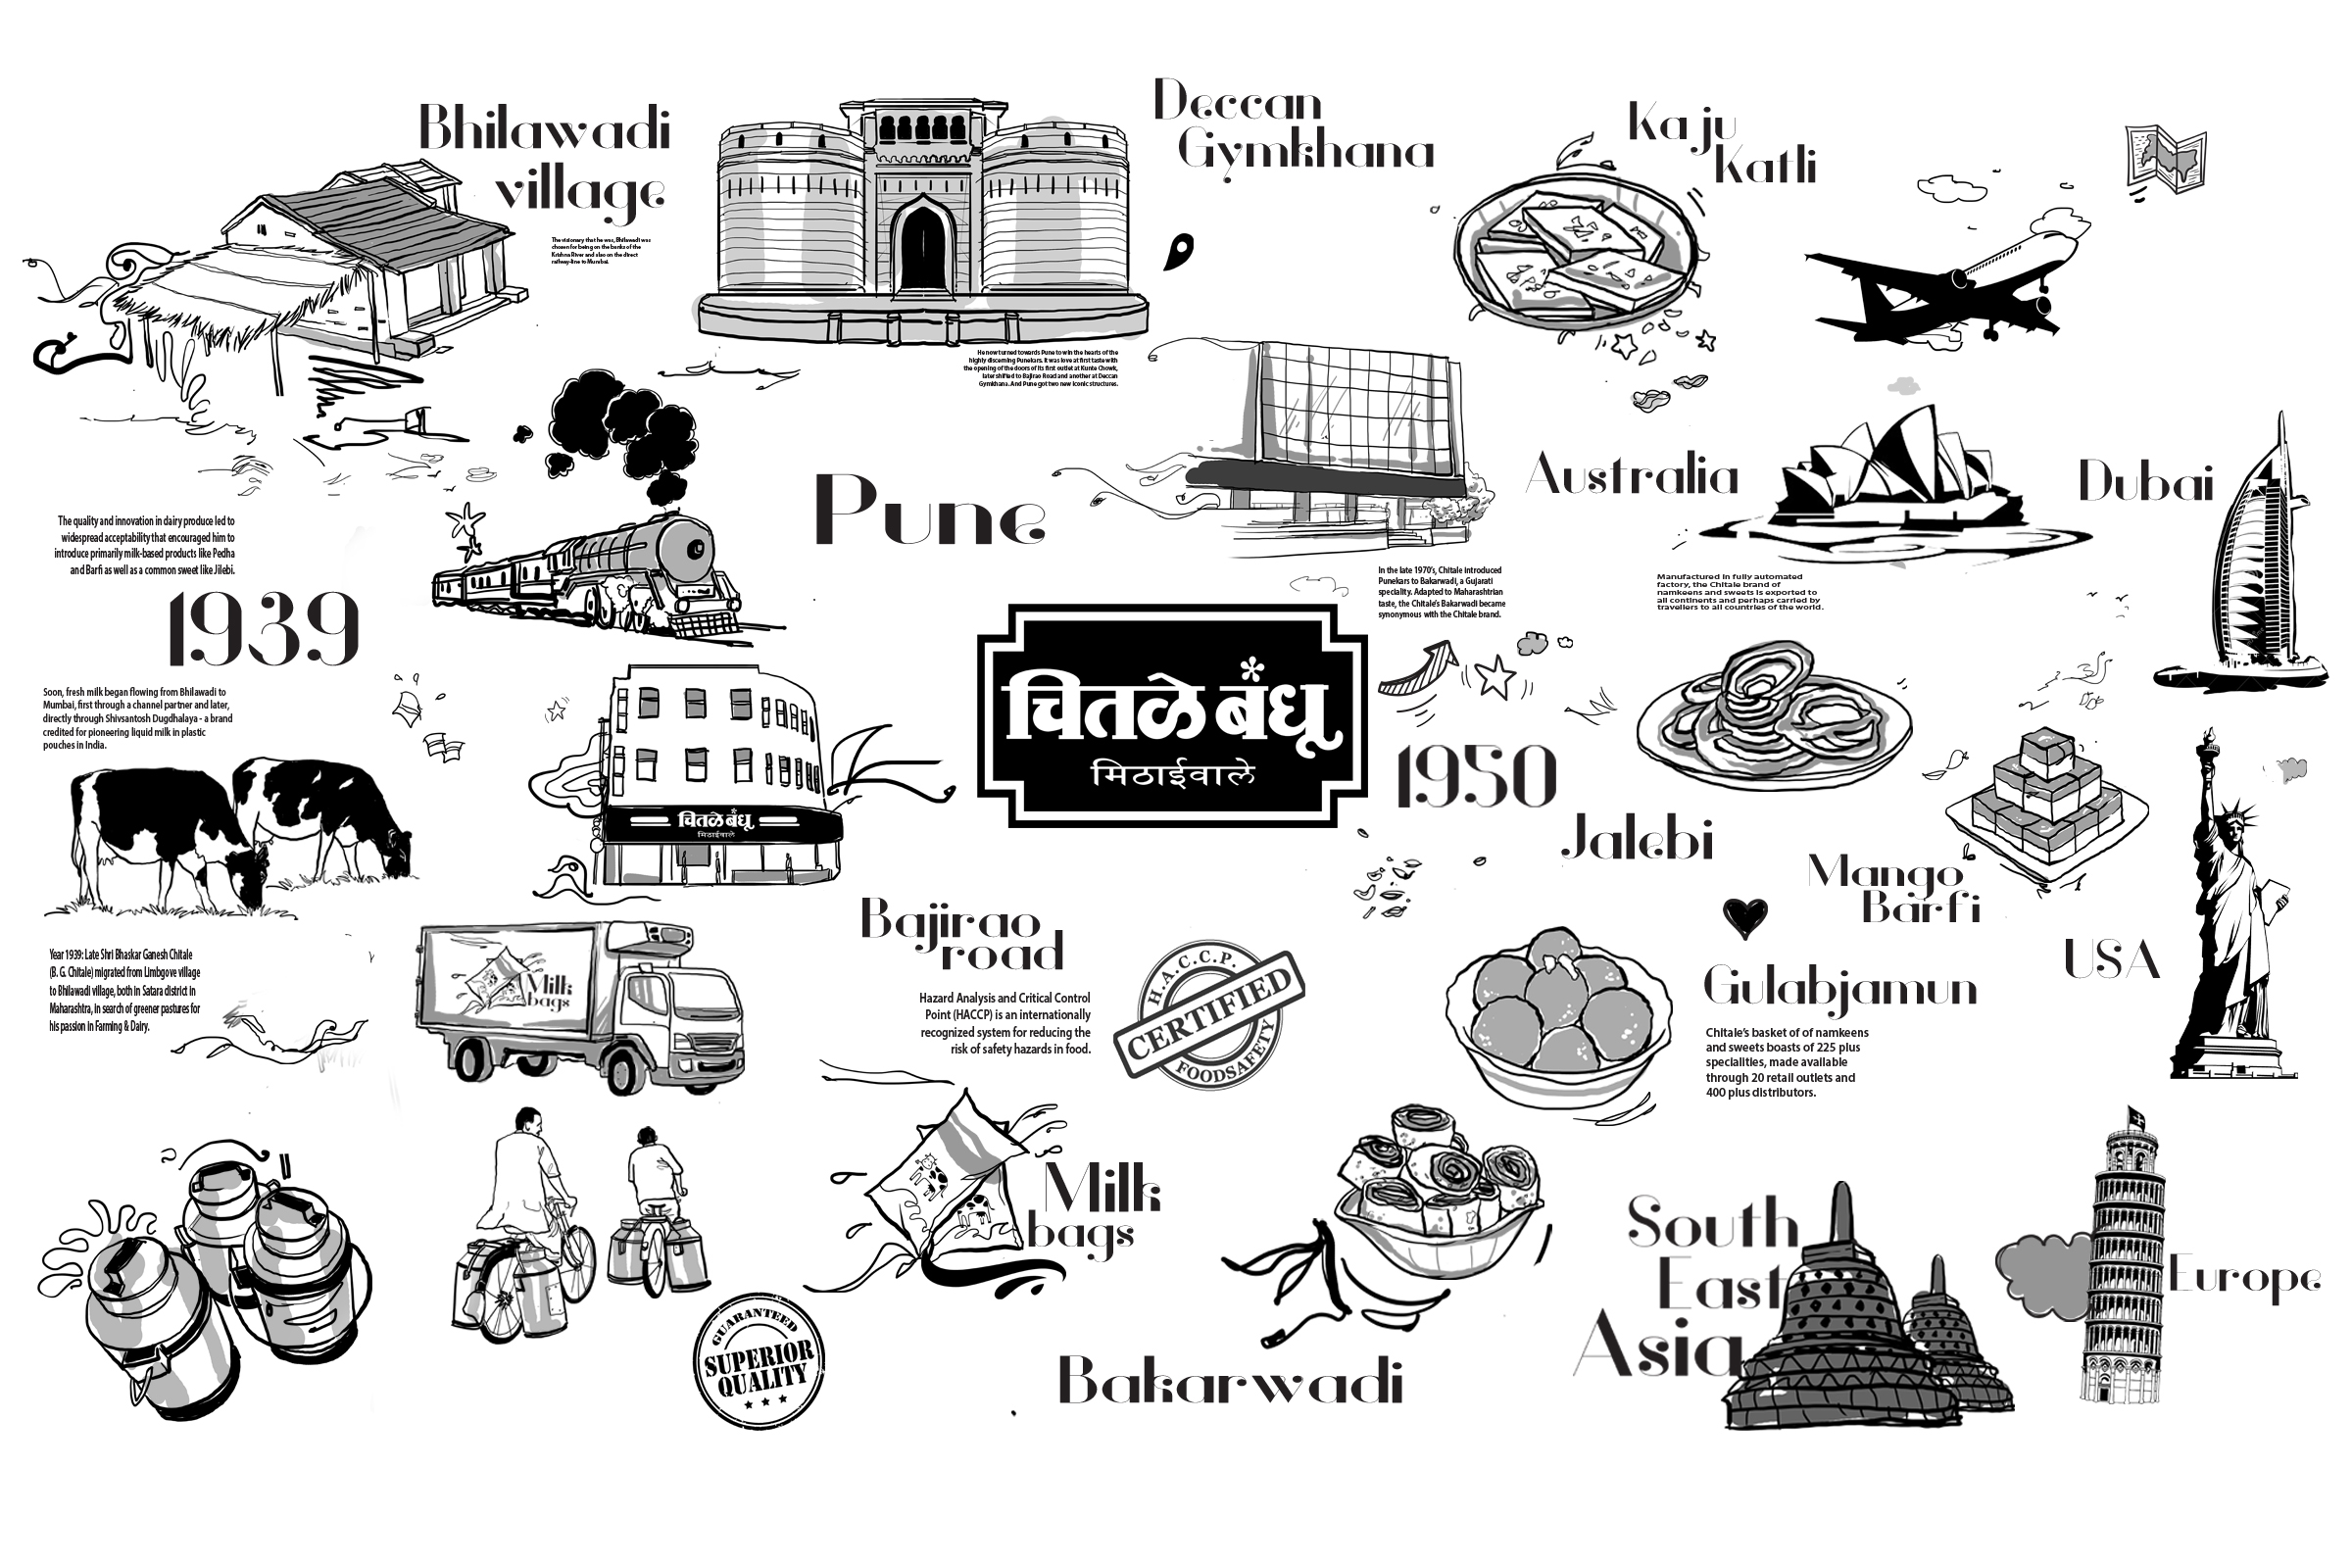 Bhilawadi
village
The visionary that he was, Bhilawadi was
chosen for being on the banks of the
Krishna River and also on the direct
railway-line to Mumbai.
Deccan
Gymkhana
Kaju
Katli
He now turned towards Pune to win the hearts of the
highly discerning Punekars. It was love at first taste with
the opening of the doors of its first outlet at Kunte Chowk,
later shifted to Bajirao Road and another at Deccan
Gymkhana. And Pune got two new iconic structures.
Pune
Australia
Dubai
The quality and innovation in dairy produce led to
widespread acceptability that encouraged him to
introduce primarily milk-based products like Pedha
and Barfi as well as a common sweet like Jilebi.
1939
Soon, fresh milk began flowing from Bhilawadi to
Mumbai, first through a channel partner and later,
directly through Shivsantosh Dugdhalaya - a brand
credited for pioneering liquid milk in plastic
pouches in India.
In the late 1970's, Chitale introduced
Punekars to Bakarwadi, a Gujarati
speciality. Adapted to Maharashtrian
taste, the Chitale's Bakarwadi became
synonymous with the Chitale brand.
Manufactured in fully automated
factory, the Chitale brand of
namkeens and sweets is exported to
all continents and perhaps carried by
travellers to all countries of the world.
चितळे बंधू
मिठाईवाले
चितळे बंधू
मिठाईवाले
1950
Jalebi
Mango
Barfi
Year 1939: Late Shri Bhaskar Ganesh Chitale
(B. G. Chitale) migrated from Limbgove village
to Bhilawadi village, both in Satara district in
Maharashtra, in search of greener pastures for
his passion in Farming & Dairy.
Milk
bags
Bajirao
road
Hazard Analysis and Critical Control
Point (HACCP) is an internationally
recognized system for reducing the
risk of safety hazards in food.
H.A.C.C.P.
CERTIFIED
FOODSAFETY
Gulabjamun
Chitale's basket of of namkeens
and sweets boasts of 225 plus
specialities, made available
through 20 retail outlets and
400 plus distributors.
USA
Milk
bags
GUARANTEED
SUPERIOR
QUALITY
Bakarwadi
South
East
Asia
Europe